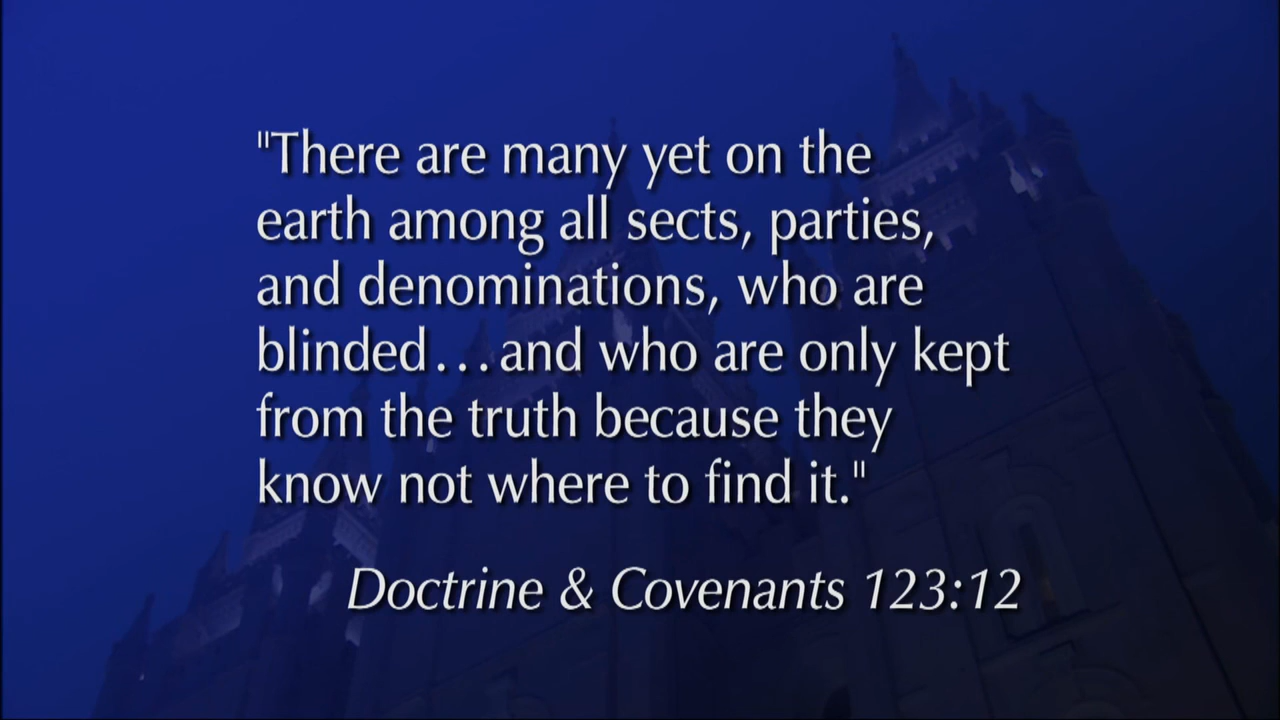 "There are many yet on the
earth among all sects, parties,
and denominations, who are
blinded...and who are only kept
from the truth because they
know not where to find it."
Doctrine & Covenants 123:12